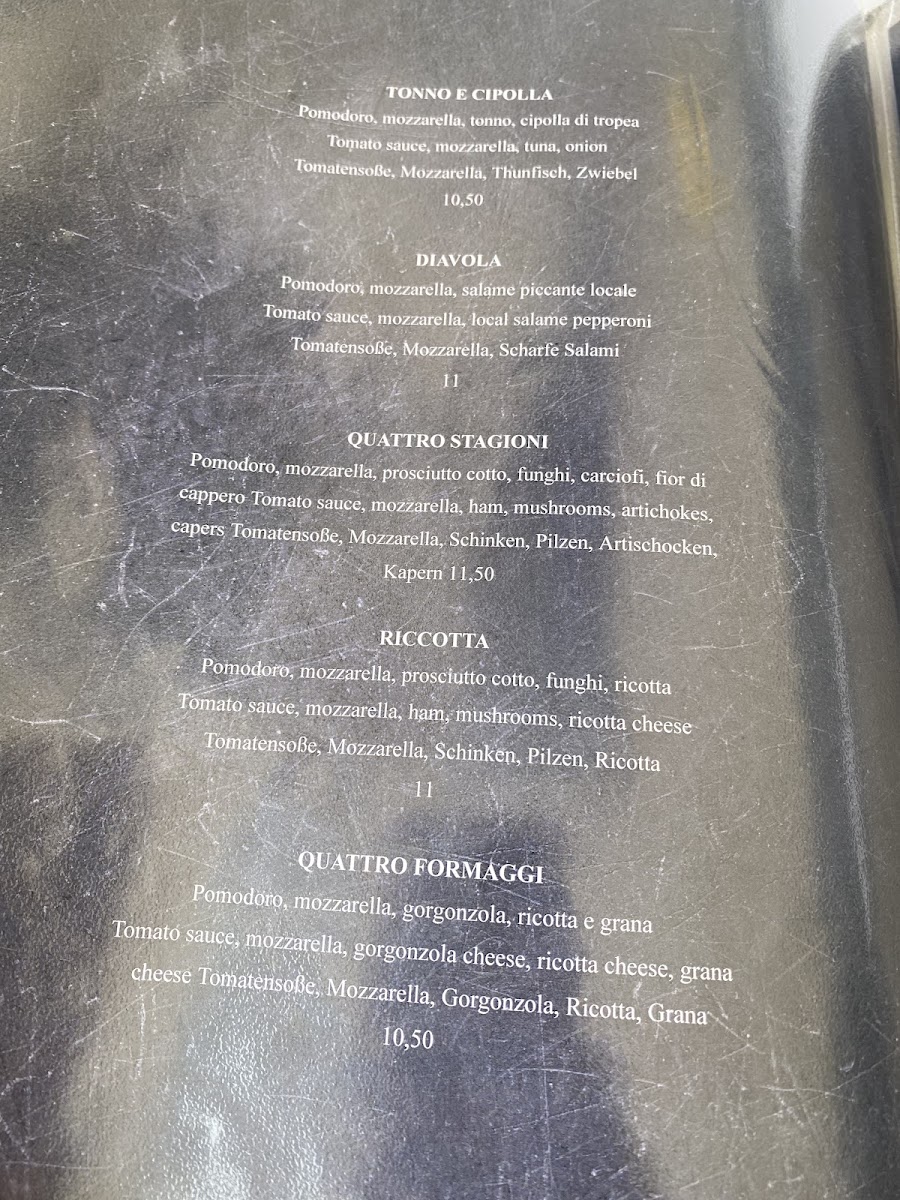 TONNO E CIPOLLA
Pomodoro, mozzarella, tonno, cipolla di tropea
Tomato sauce, mozzarella, tuna, onion
Tomatensoße, Mozzarella, Thunfisch, Zwiebel
10,50
DIAVOLA
Pomodoro, mozzarella, salame piccante locale
Tomato sauce, mozzarella, local salame pepperoni
Tomatensoße, Mozzarella, Scharfe Salami
11
QUATTRO STAGIONI
Pomodoro, mozzarella, prosciutto cotto, funghi, carciofi, fior di
cappero Tomato sauce, mozzarella, ham, mushrooms, artichokes,
capers Tomatensoße, Mozzarella, Schinken, Pilzen, Artischocken,
Kapern 11,50
RICCOTTA
Pomodoro, mozzarella, prosciutto cotto, funghi, ricotta
Tomato sauce, mozzarella, ham, mushrooms, ricotta cheese
Tomatensoße, Mozzarella, Schinken, Pilzen, Ricotta
11
QUATTRO FORMAGGI
Pomodoro, mozzarella, gorgonzola, ricotta e grana
Tomato sauce, mozzarella, gorgonzola cheese, ricotta cheese, grana
cheese Tomatensoße, Mozzarella, Gorgonzola, Ricotta, Grana
10,50